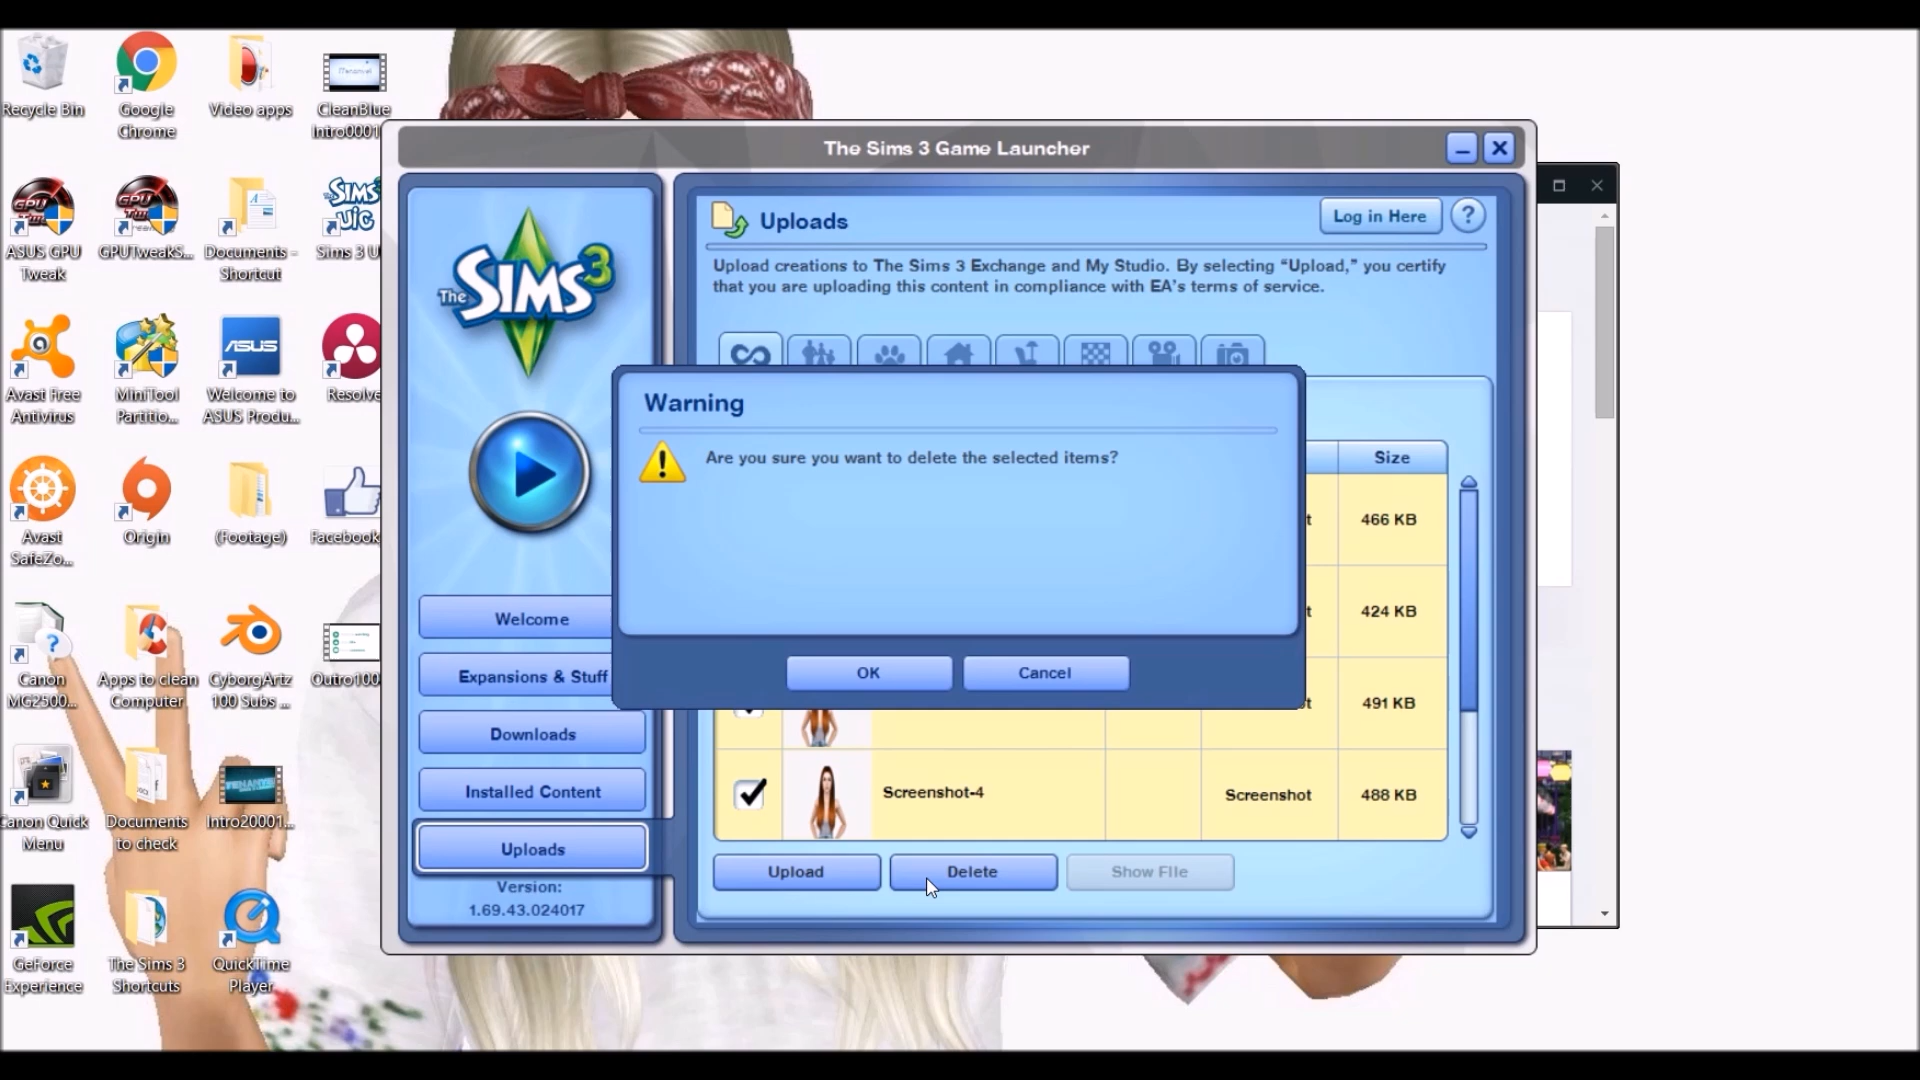 Recycle Bin
Google
Chrome
Video apps
CleanBlue
Intro0001
ASUS GPU
Tweak
GPUTweakS...
Documents -
Shortcut
Sims 3 U
Avast Free
Antivirus
MiniTool
Partitio...
ASUS
Welcome to
ASUS Produ...
Resolve
Avast
SafeZo...
Origin
(Footage)
Facebook
Canon
MG2500...
Apps to clean
Computer
CyborgArtz
100 Subs ...
Outro100
Canon Quick
Menu
Documents
to check
Intro20001...
GeForce
Experience
The Sims 3
Shortcuts
QuickTime
Player
The Sims 3 Game Launcher
The SIMS 3
Welcome
Expansions & Stuff
Downloads
Installed Content
Uploads
Version:
1.69.43.024017
Uploads
Log in Here
?
Upload creations to The Sims 3 Exchange and My Studio. By selecting “Upload,” you certify
that you are uploading this content in compliance with EA's terms of service.
Warning
Are you sure you want to delete the selected items?
OK
Cancel
Size
t 466 KB
t 424 KB
t 491 KB
Screenshot-4 Screenshot 488 KB
Upload
Delete
Show File